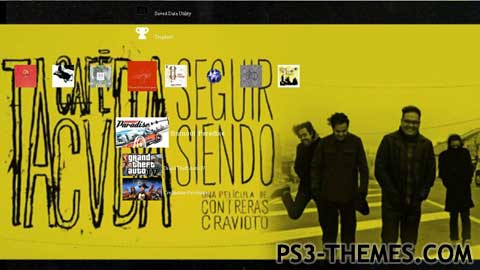 Saved Data Utility
Trophies
CAFÉ
TACVBA
SEGUIR
SIENDO
Burnout Paradise
Paradise
grand
theft
auto
UNA PELÍCULA DE
CONTRERAS
CRAVIOTO
PS3-THEMES.COM